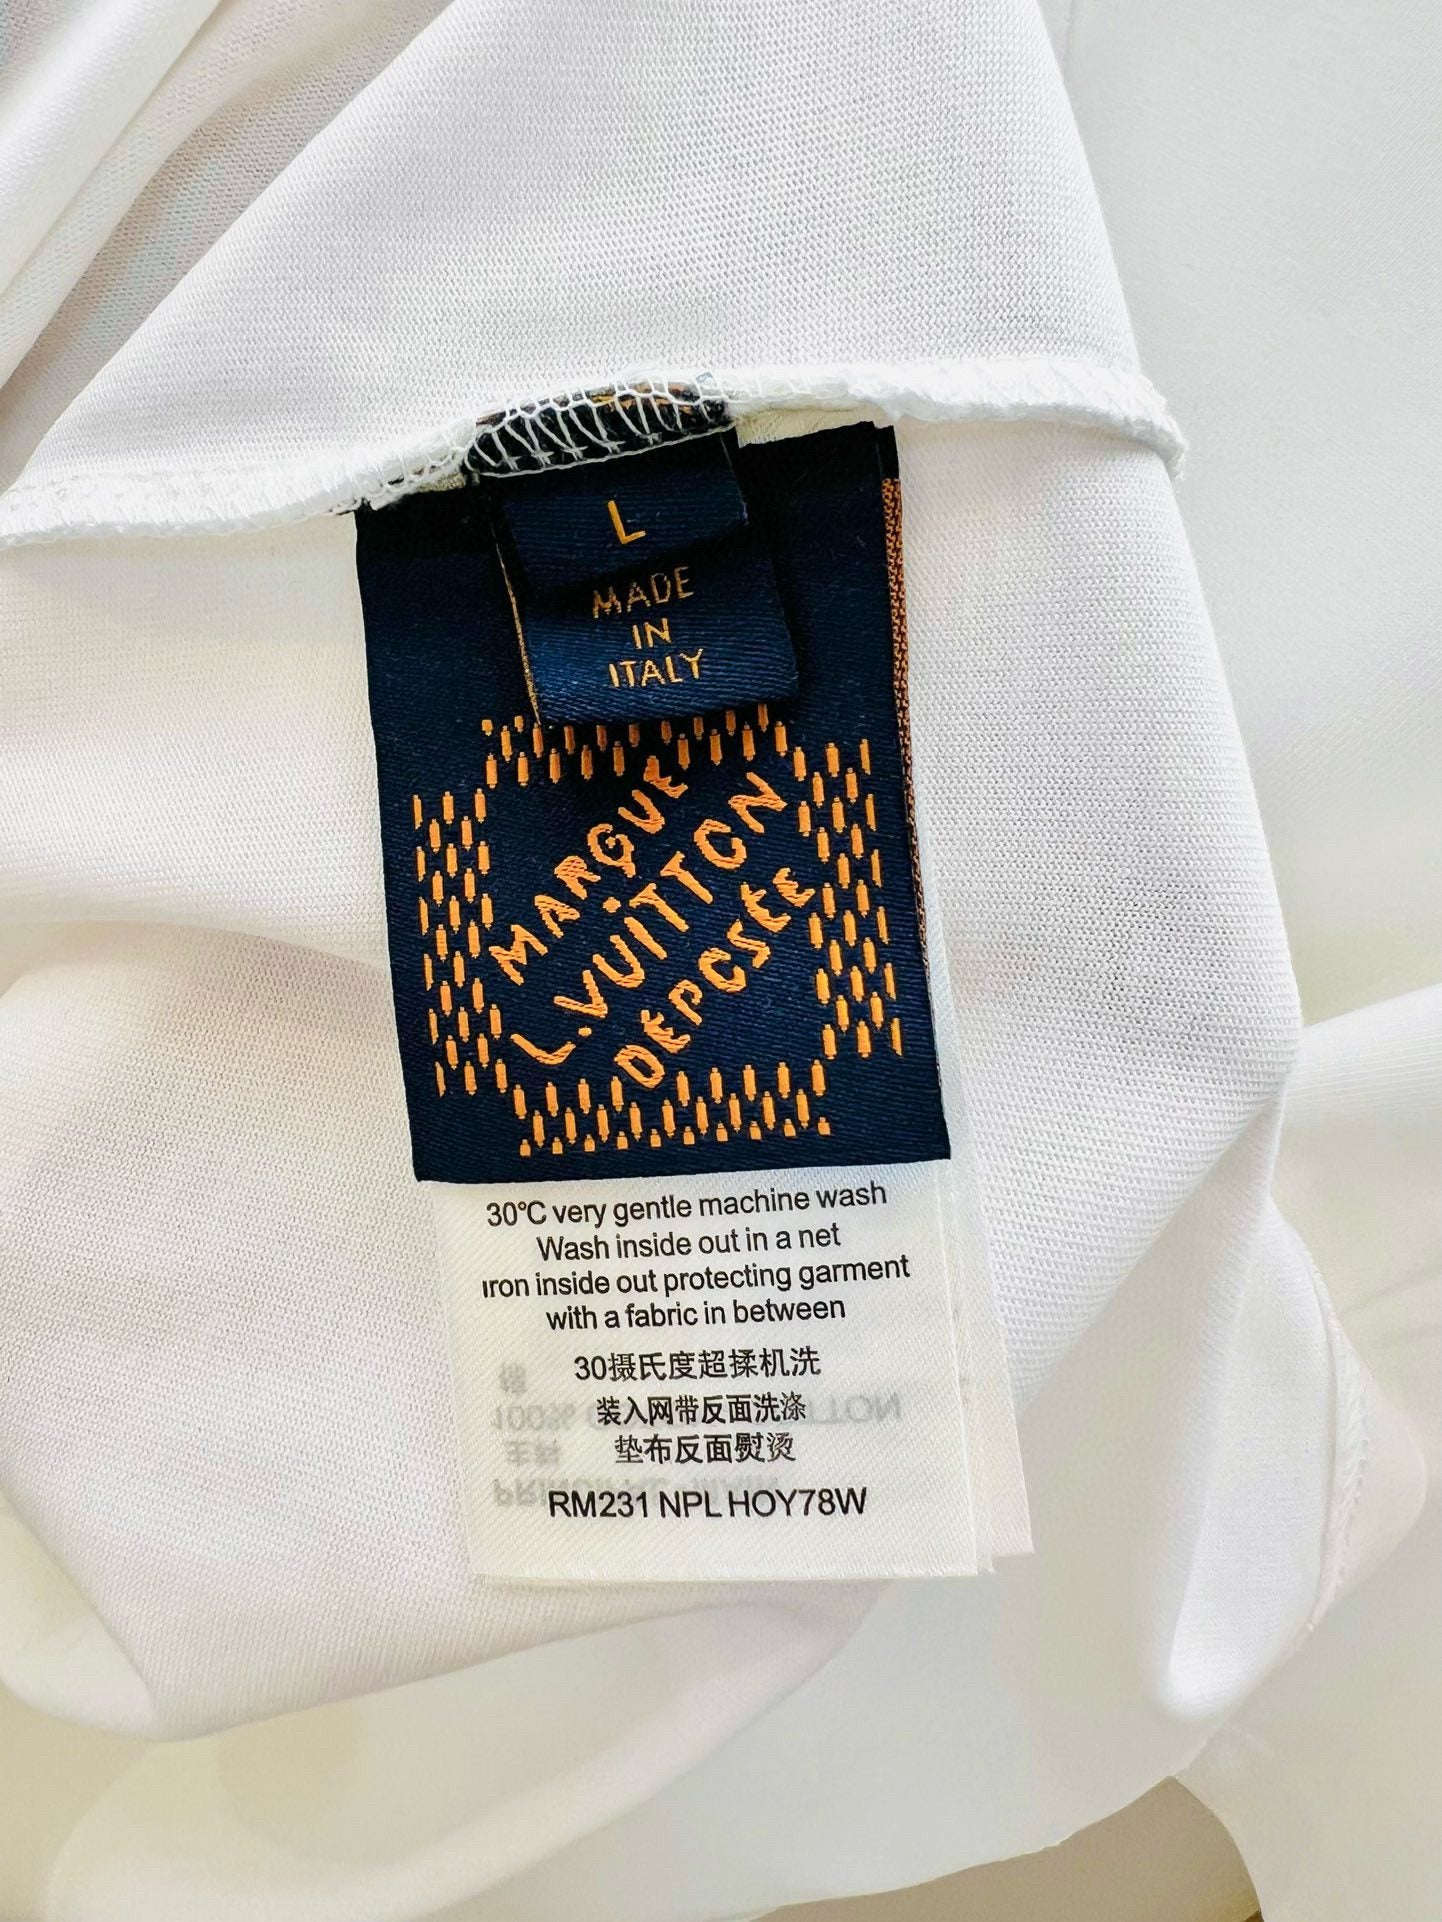 L
MADE
IN
ITALY
MARQUE
L.VUITTON
DEPOSÉE
30°C very gentle machine wash
Wash inside out in a net
Iron inside out protecting garment
with a fabric in between
30摄氏度超揉机洗
装入网带反面洗涤
垫布反面熨烫
RM231 NPL HOY78W